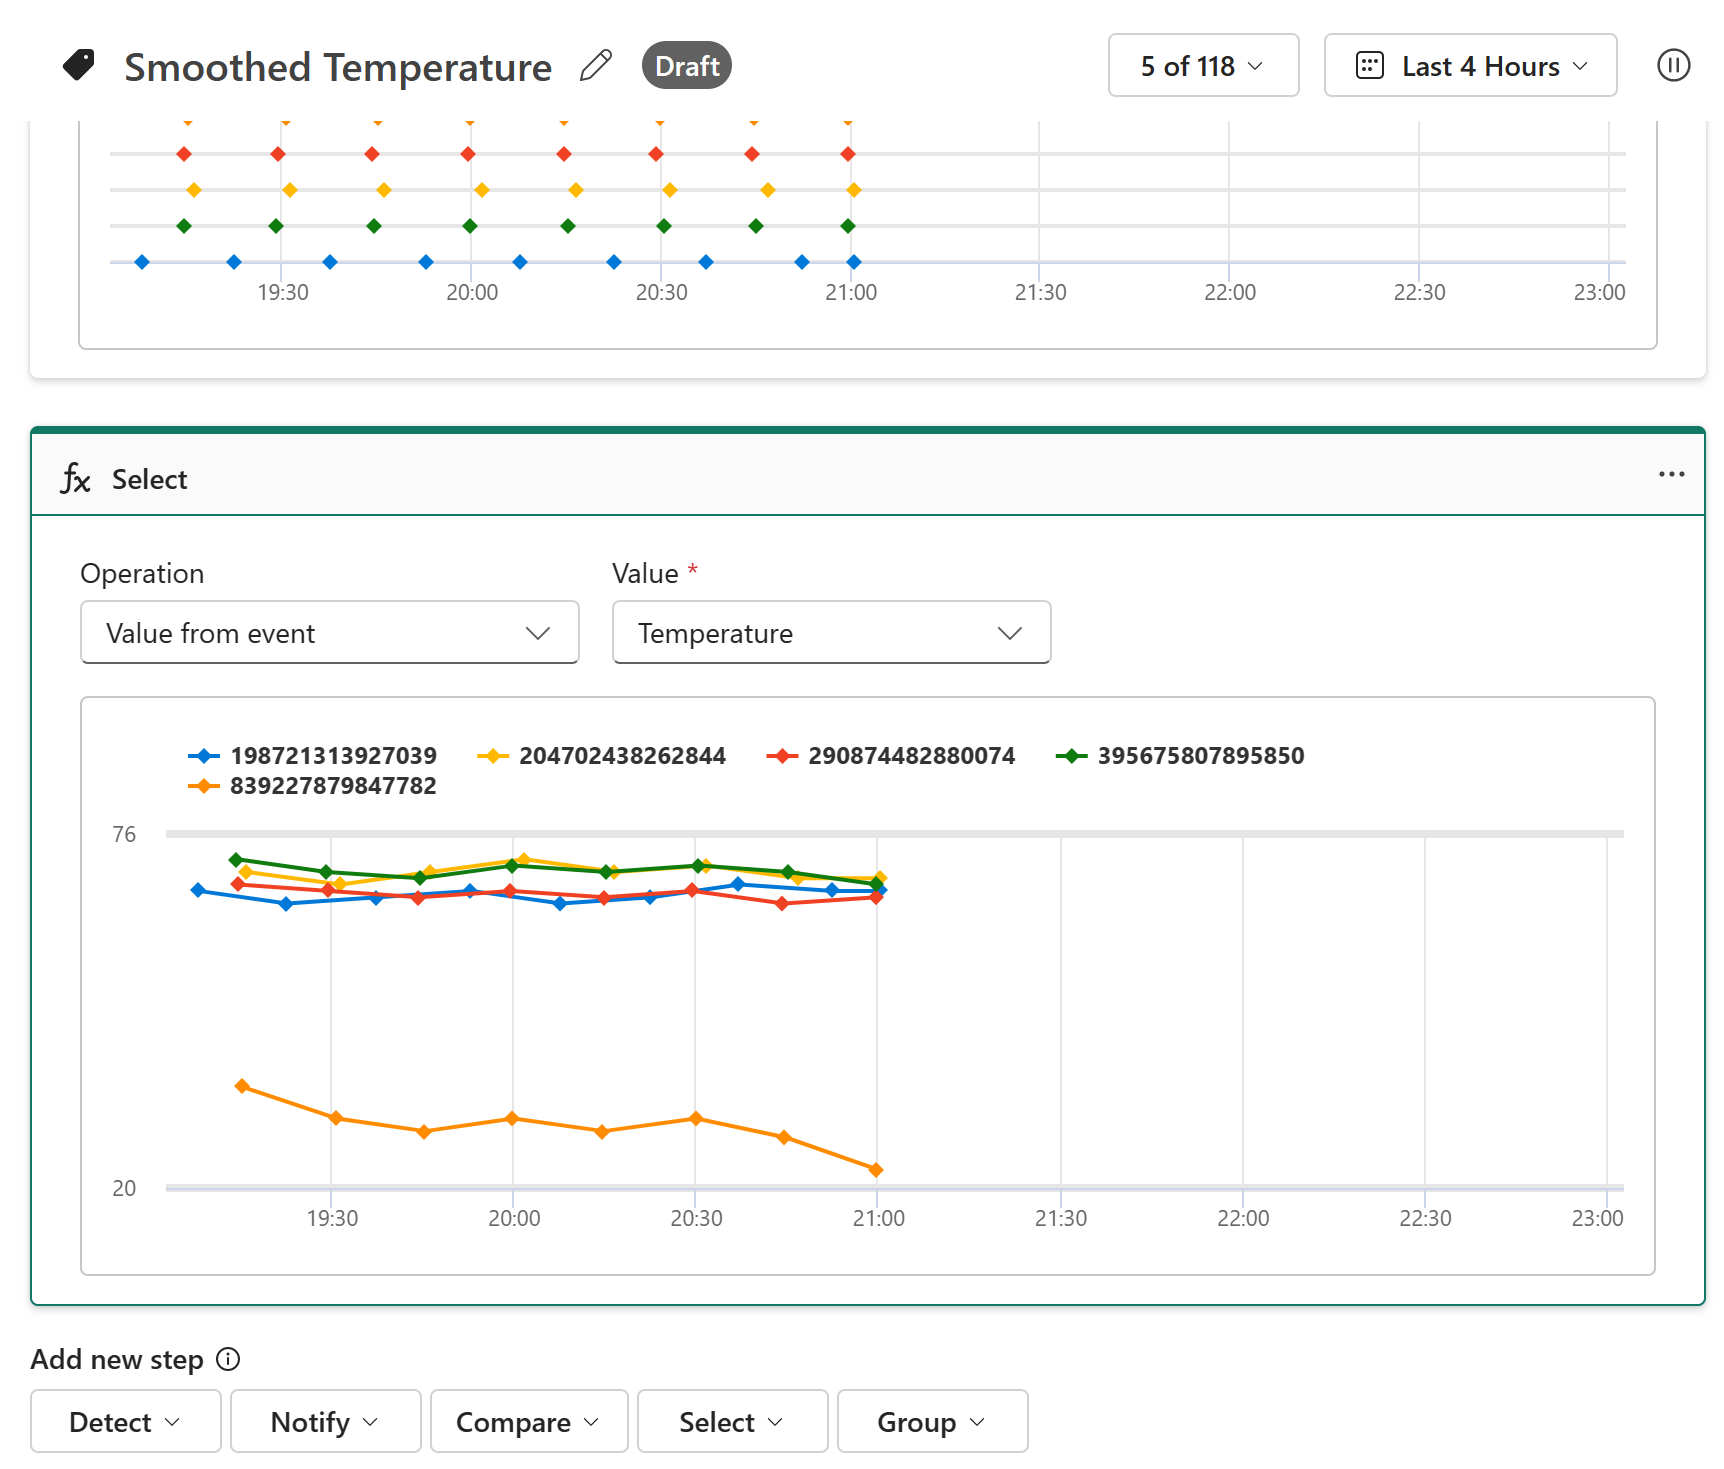 Smoothed Temperature Draft 5 of 118 Last 4 Hours
19:30 20:00 20:30 21:00 21:30 22:00 22:30 23:00
fx Select ...
Operation Value *
Value from event Temperature
198721313927039 204702438262844 290874482880074 395675807895850
839227879847782
76
20
19:30 20:00 20:30 21:00 21:30 22:00 22:30 23:00
Add new step
Detect Notify Compare Select Group